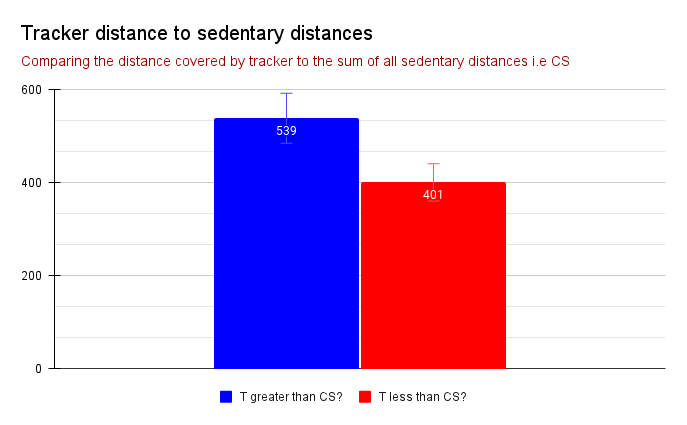 Tracker distance to sedentary distances
Comparing the distance covered by tracker to the sum of all sedentary distances i.e CS
600
400
200
0
539
401
T greater than CS?
T less than CS?